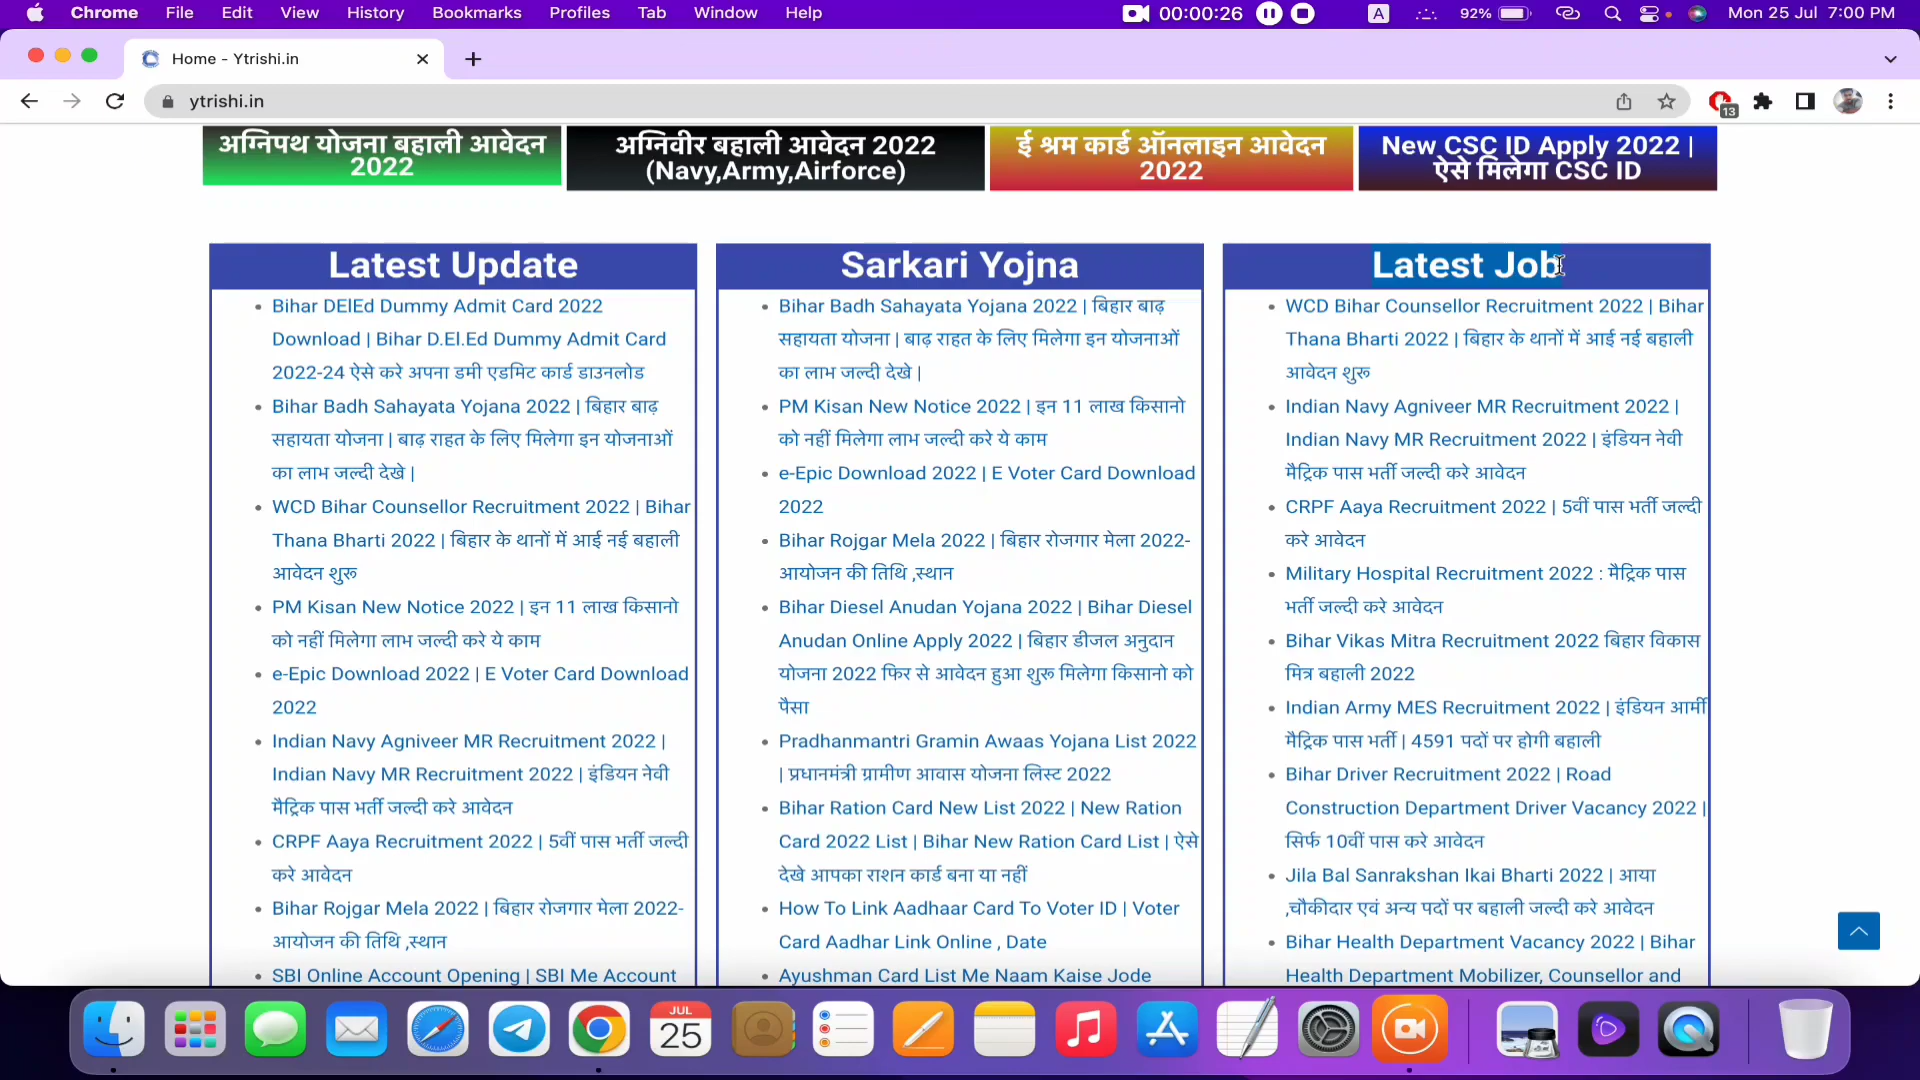 Chrome File Edit View History Bookmarks Profiles Tab Window Help 00:00:26 A 92% Mon 25 Jul 7:00 PM
Home - Ytrishi.in
ytrishi.in
13
अग्निपथ योजना बहाली आवेदन
2022
अग्निवीर बहाली आवेदन 2022
(Navy,Army,Airforce)
ई श्रम कार्ड ऑनलाइन आवेदन
2022
New CSC ID Apply 2022 |
ऐसे मिलेगा CSC ID
Latest Update
Bihar DElEd Dummy Admit Card 2022
Download | Bihar D.El.Ed Dummy Admit Card
2022-24 ऐसे करे अपना डमी एडमिट कार्ड डाउनलोड
Bihar Badh Sahayata Yojana 2022 | बिहार बाढ़
सहायता योजना | बाढ़ राहत के लिए मिलेगा इन योजनाओं
का लाभ जल्दी देखे |
WCD Bihar Counsellor Recruitment 2022 | Bihar
Thana Bharti 2022 | बिहार के थानों में आई नई बहाली
आवेदन शुरू
PM Kisan New Notice 2022 | इन 11 लाख किसानो
को नहीं मिलेगा लाभ जल्दी करे ये काम
e-Epic Download 2022 | E Voter Card Download
2022
Indian Navy Agniveer MR Recruitment 2022 |
Indian Navy MR Recruitment 2022 | इंडियन नेवी
मैट्रिक पास भर्ती जल्दी करे आवेदन
CRPF Aaya Recruitment 2022 | 5वीं पास भर्ती जल्दी
करे आवेदन
Bihar Rojgar Mela 2022 | बिहार रोजगार मेला 2022-
आयोजन की तिथि ,स्थान
SBI Online Account Opening | SBI Me Account
Sarkari Yojna
Bihar Badh Sahayata Yojana 2022 | बिहार बाढ़
सहायता योजना | बाढ़ राहत के लिए मिलेगा इन योजनाओं
का लाभ जल्दी देखे |
PM Kisan New Notice 2022 | इन 11 लाख किसानो
को नहीं मिलेगा लाभ जल्दी करे ये काम
e-Epic Download 2022 | E Voter Card Download
2022
Bihar Rojgar Mela 2022 | बिहार रोजगार मेला 2022-
आयोजन की तिथि ,स्थान
Bihar Diesel Anudan Yojana 2022 | Bihar Diesel
Anudan Online Apply 2022 | बिहार डीजल अनुदान
योजना 2022 फिर से आवेदन हुआ शुरू मिलेगा किसानो को
पैसा
Pradhanmantri Gramin Awaas Yojana List 2022
| प्रधानमंत्री ग्रामीण आवास योजना लिस्ट 2022
Bihar Ration Card New List 2022 | New Ration
Card 2022 List | Bihar New Ration Card List | ऐसे
देखे आपका राशन कार्ड बना या नहीं
How To Link Aadhaar Card To Voter ID | Voter
Card Aadhar Link Online , Date
Ayushman Card List Me Naam Kaise Jode
Latest Job
WCD Bihar Counsellor Recruitment 2022 | Bihar
Thana Bharti 2022 | बिहार के थानों में आई नई बहाली
आवेदन शुरू
Indian Navy Agniveer MR Recruitment 2022 |
Indian Navy MR Recruitment 2022 | इंडियन नेवी
मैट्रिक पास भर्ती जल्दी करे आवेदन
CRPF Aaya Recruitment 2022 | 5वीं पास भर्ती जल्दी
करे आवेदन
Military Hospital Recruitment 2022 : मैट्रिक पास
भर्ती जल्दी करे आवेदन
Bihar Vikas Mitra Recruitment 2022 बिहार विकास
मित्र बहाली 2022
Indian Army MES Recruitment 2022 | इंडियन आर्मी
मैट्रिक पास भर्ती | 4591 पदों पर होगी बहाली
Bihar Driver Recruitment 2022 | Road
Construction Department Driver Vacancy 2022 |
सिर्फ 10वीं पास करे आवेदन
Jila Bal Sanrakshan Ikai Bharti 2022 | आया
,चौकीदार एवं अन्य पदों पर बहाली जल्दी करे आवेदन
Bihar Health Department Vacancy 2022 | Bihar
Health Department Mobilizer, Counsellor and
JUL
25